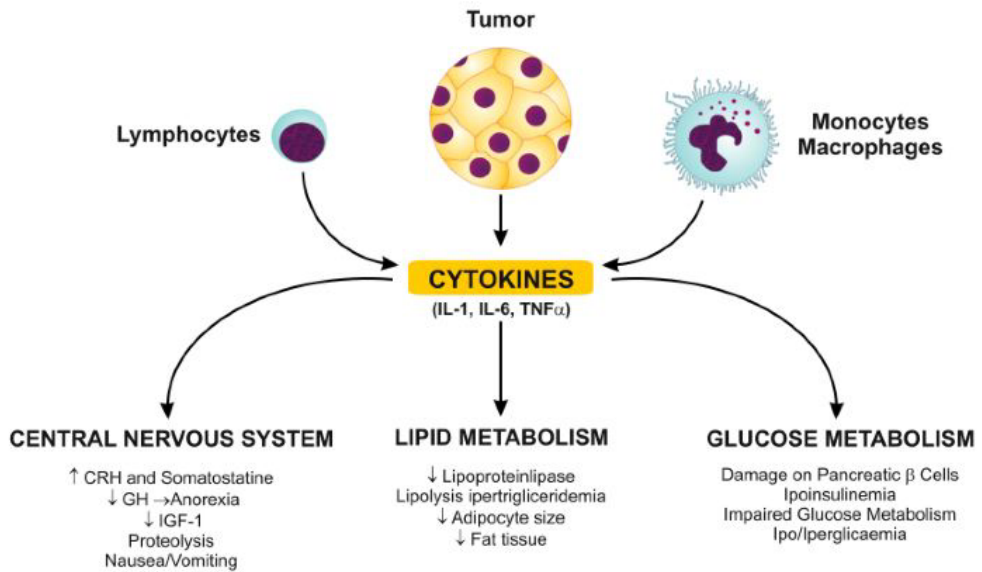 Tumor
Lymphocytes
Monocytes
Macrophages
CYTOKINES
(IL-1, IL-6, TNFα)
CENTRAL NERVOUS SYSTEM
↑ CRH and Somatostatine
↓ GH →Anorexia
↓ IGF-1
Proteolysis
Nausea/Vomiting
LIPID METABOLISM
↓ Lipoproteinlipase
Lipolysis ipertrigliceridemia
↓ Adipocyte size
↓ Fat tissue
GLUCOSE METABOLISM
Damage on Pancreatic β Cells
Ipoinsulinemia
Impaired Glucose Metabolism
Ipo/Iperglicaemia